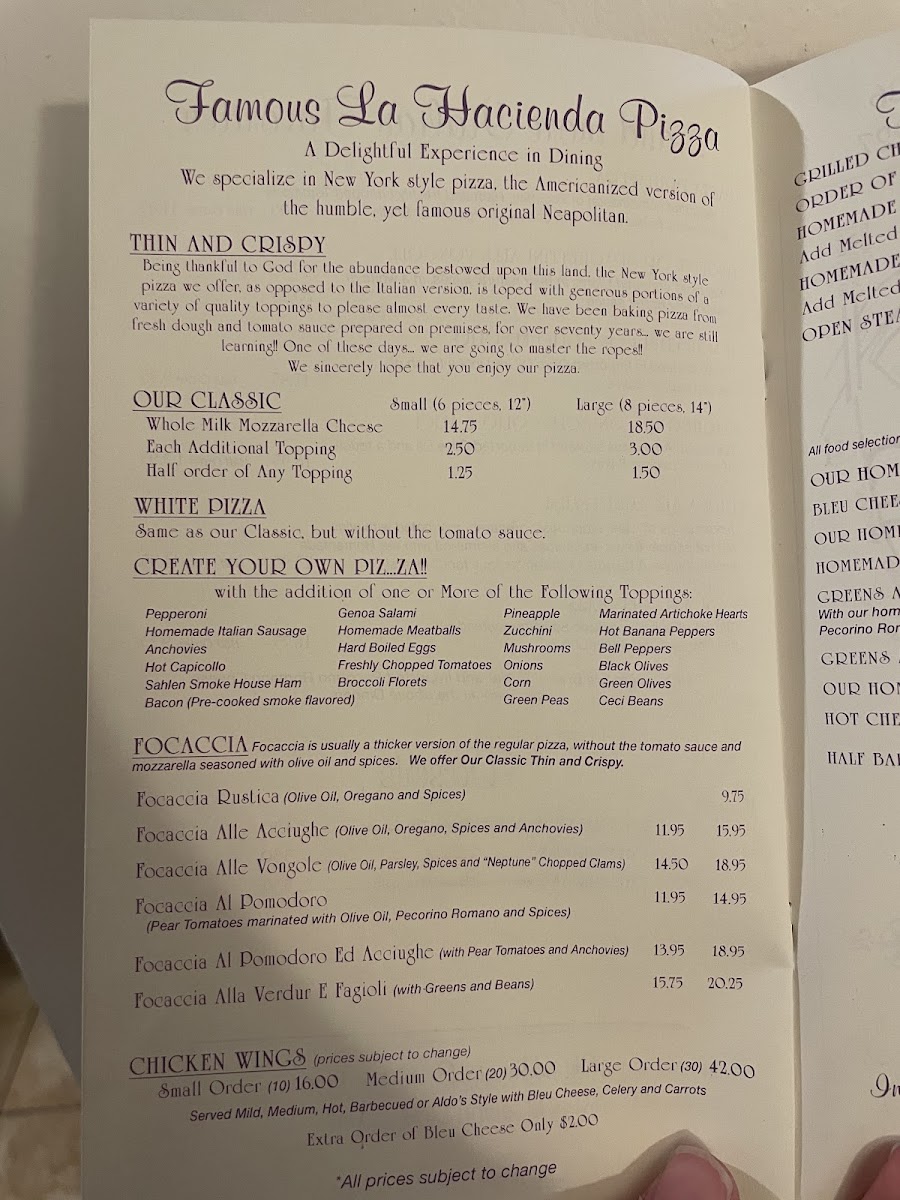 Famous La Hacienda Pizza
A Delightful Experience in Dining
We specialize in New York style pizza, the Americanized version of
the humble, yet famous original Neapolitan.
THIN AND CRISPY
Being thankful to God for the abundance bestowed upon this land, the New York style
pizza we offer, as opposed to the Italian version, is toped with generous portions of a
variety of quality toppings to please almost every taste. We have been baking pizza from
fresh dough and tomato sauce prepared on premises, for over seventy years... we are still
learning!! One of these days... we are going to master the ropes!!
We sincerely hope that you enjoy our pizza.
OUR CLASSIC Small (6 pieces, 12") Large (8 pieces, 14")
Whole Milk Mozzarella Cheese 14.75 18.50
Each Additional Topping 2.50 3.00
Half order of Any Topping 1.25 1.50
WHITE PIZZA
Same as our Classic, but without the tomato sauce.
CREATE YOUR OWN PIZ...ZA!!
with the addition of one or More of the Following Toppings:
Pepperoni Genoa Salami Pineapple Marinated Artichoke Hearts
Homemade Italian Sausage Homemade Meatballs Zucchini Hot Banana Peppers
Anchovies Hard Boiled Eggs Mushrooms Bell Peppers
Hot Capicollo Freshly Chopped Tomatoes Onions Black Olives
Sahlen Smoke House Ham Broccoli Florets Corn Green Olives
Bacon (Pre-cooked smoke flavored) Green Peas Ceci Beans
FOCACCIA Focaccia is usually a thicker version of the regular pizza, without the tomato sauce and
mozzarella seasoned with olive oil and spices. We offer Our Classic Thin and Crispy.
Focaccia Rustica (Olive Oil, Oregano and Spices) 9.75
Focaccia Alle Acciughe (Olive Oil, Oregano, Spices and Anchovies) 11.95 15.95
Focaccia Alle Vongole (Olive Oil, Parsley, Spices and "Neptune" Chopped Clams) 14.50 18.95
Focaccia Al Pomodoro 11.95 14.95
(Pear Tomatoes marinated with Olive Oil, Pecorino Romano and Spices)
Focaccia Al Pomodoro Ed Acciughe (with Pear Tomatoes and Anchovies) 13.95 18.95
Focaccia Alla Verdur E Fagioli (with Greens and Beans) 15.75 20.25
CHICKEN WINGS (prices subject to change)
Small Order (10) 16.00 Medium Order (20) 30.00 Large Order (30) 42.00
Served Mild, Medium, Hot, Barbecued or Aldo's Style with Bleu Cheese, Celery and Carrots
Extra Order of Bleu Cheese Only $2.00
*All prices subject to change
GRILLED
ORDER OF
HOMEMADE
Add Melted
HOMEMADE
Add Melted
OPEN
All food
OUR
BLEU
OUR
GREENS
With our
Pecorino
GREENS
OUR
HOT
HALF